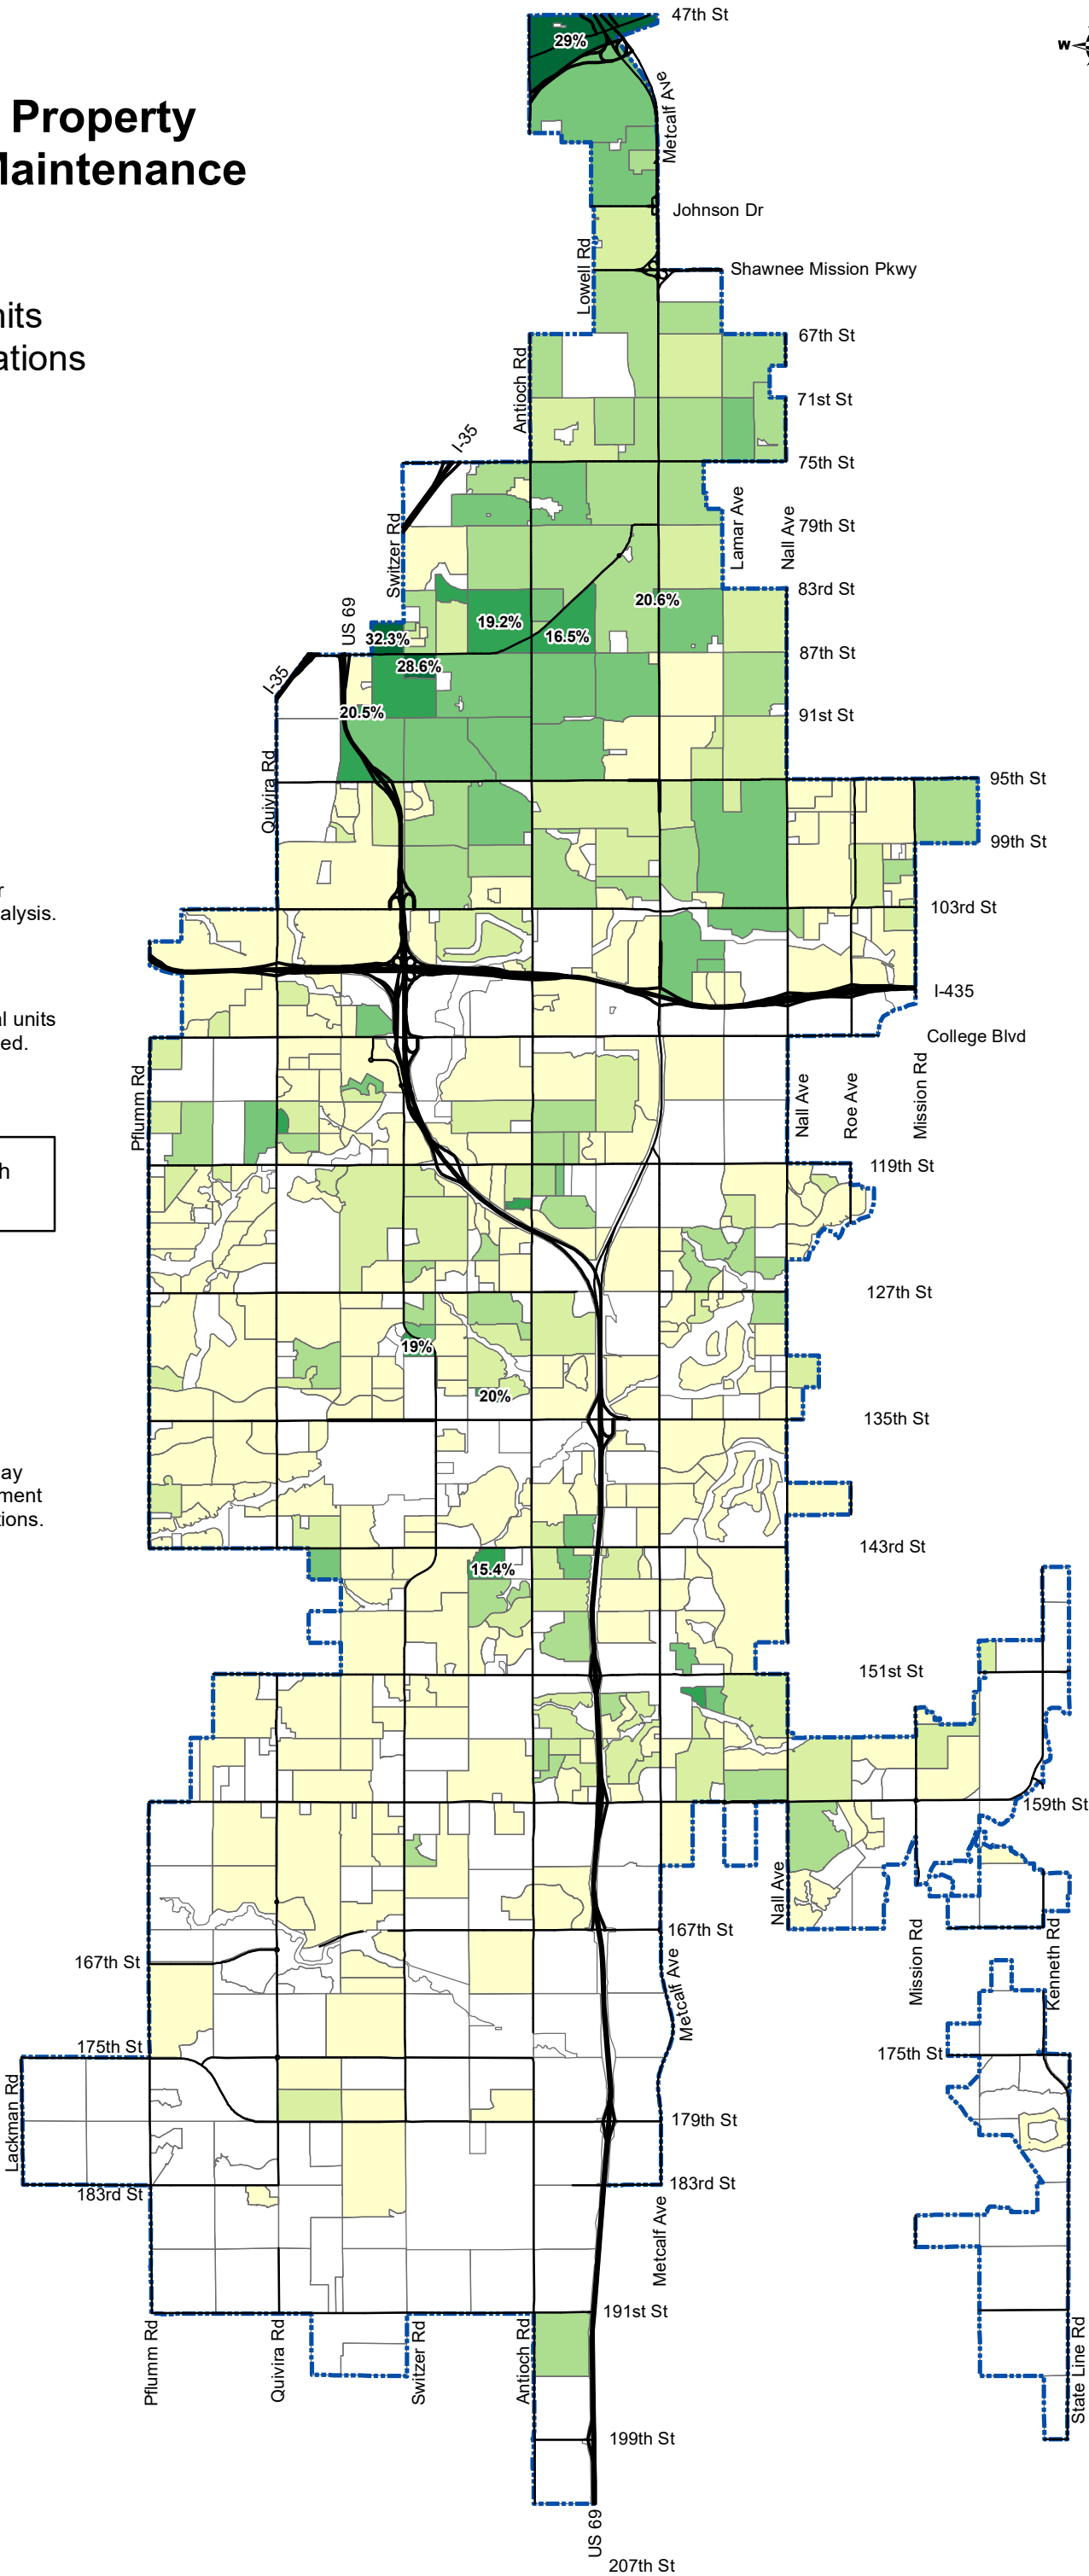 47th St
29%
W
Property
Maintenance
Metcalf Ave
Johnson Dr
Lowell Rd
Shawnee Mission Pkwy
67th St
Antioch Rd
71st St
I-35
75th St
Switzer Rd
Lamar Ave
Nall Ave
79th St
83rd St
20.6%
US 69
19.2%
16.5%
32.3%
87th St
28.6%
I-35
20.5%
91st St
Quivira Rd
95th St
99th St
alysis.
103rd St
I-435
al units
ed.
College Blvd
Pflumm Rd
Nall Ave
Roe Ave
Mission Rd
119th St
127th St
19%
20%
135th St
ay
ment
ions.
143rd St
15.4%
151st St
159th St
Nall Ave
167th St
167th St
Metcalf Ave
Mission Rd
Kenneth Rd
175th St
175th St
Lackman Rd
179th St
183rd St
183rd St
Metcalf Ave
191st St
Pflumm Rd
Quivira Rd
Switzer Rd
Antioch Rd
State Line Rd
199th St
US 69
207th St